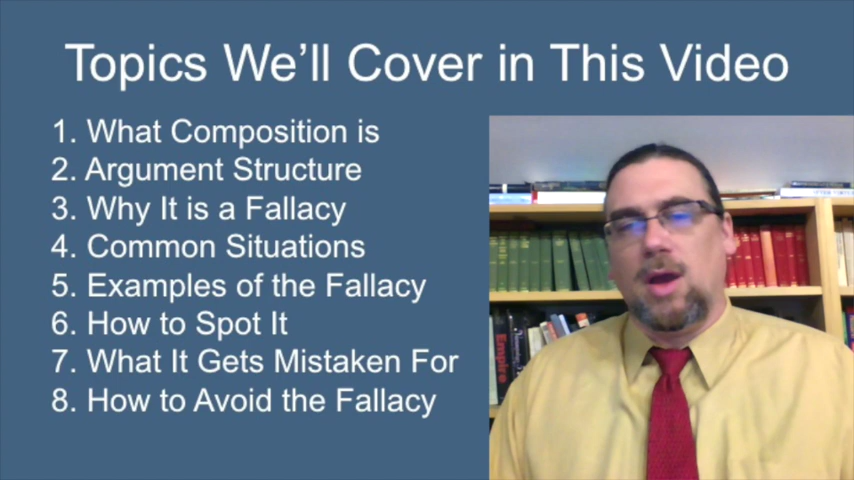 Topics We'll Cover in This Video
1. What Composition is
2. Argument Structure
3. Why It is a Fallacy
4. Common Situations
5. Examples of the Fallacy
6. How to Spot It
7. What It Gets Mistaken For
8. How to Avoid the Fallacy
Empire